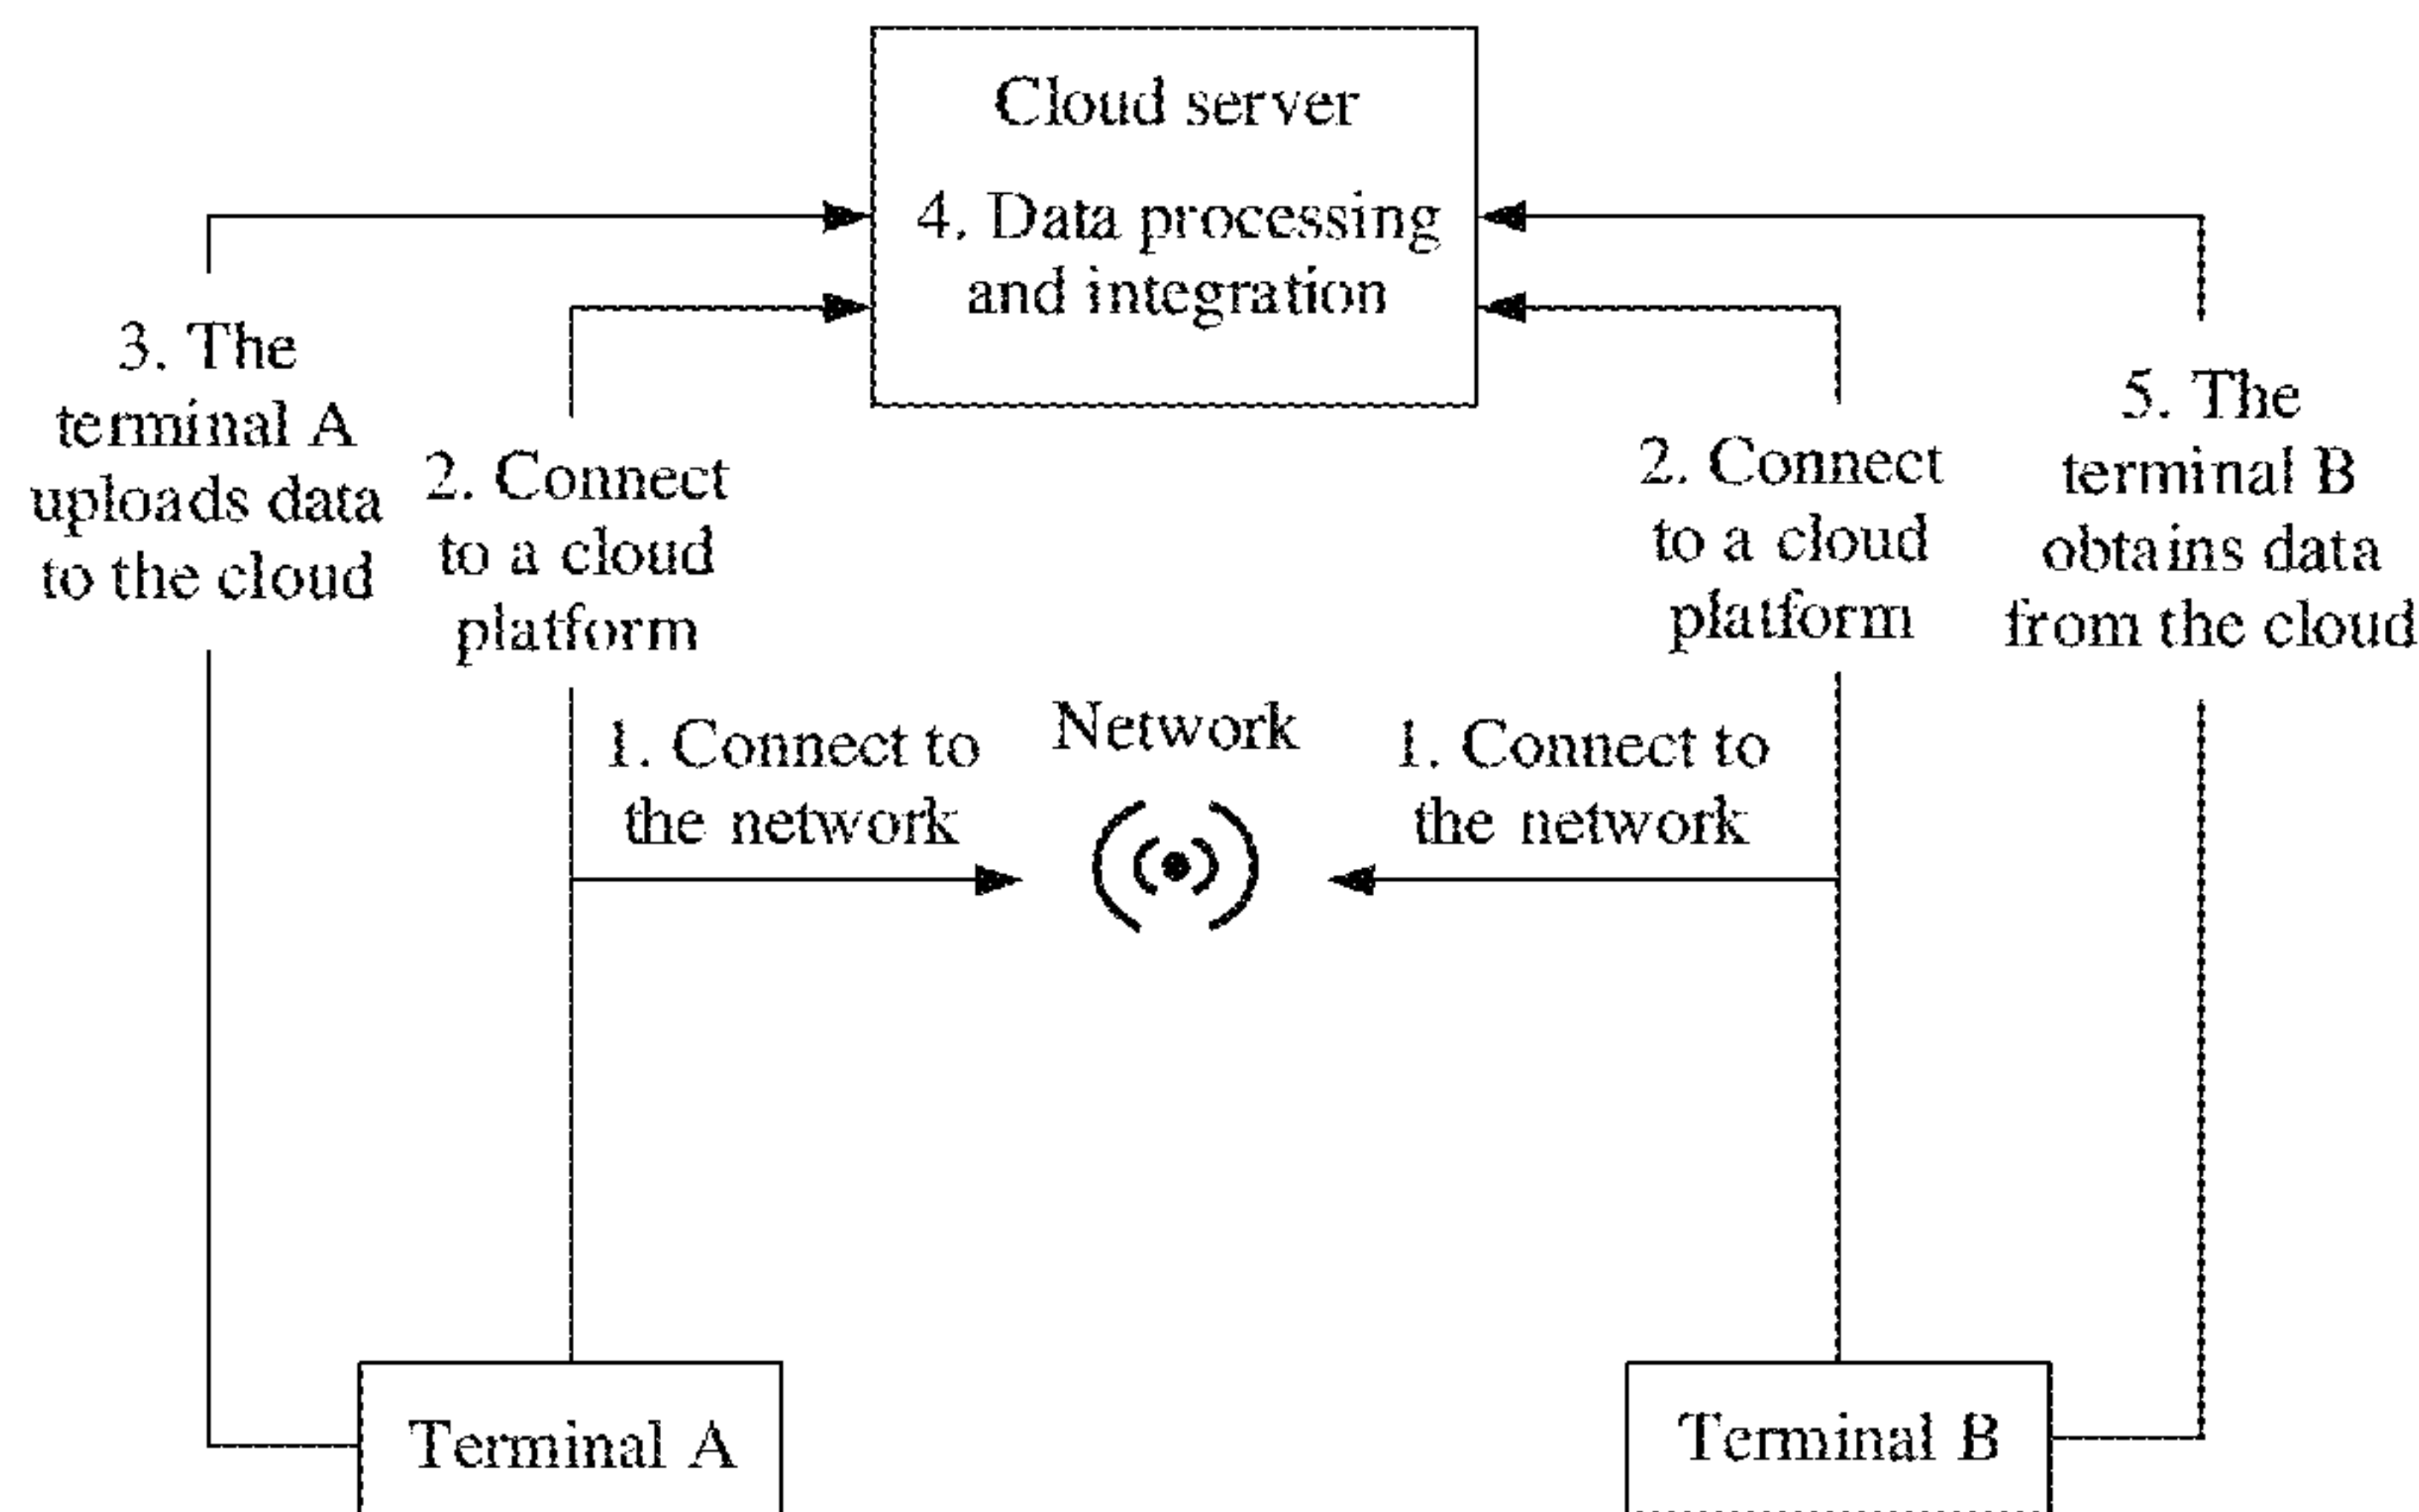 Cloud server
4. Data processing
and integration
3. The
terminal A
uploads data
to the cloud
2. Connect
to a cloud
platform
2. Connect
to a cloud
platform
5. The
terminal B
obtains data
from the cloud
1. Connect to
the network
Network
1. Connect to
the network
Terminal A
Terminal B